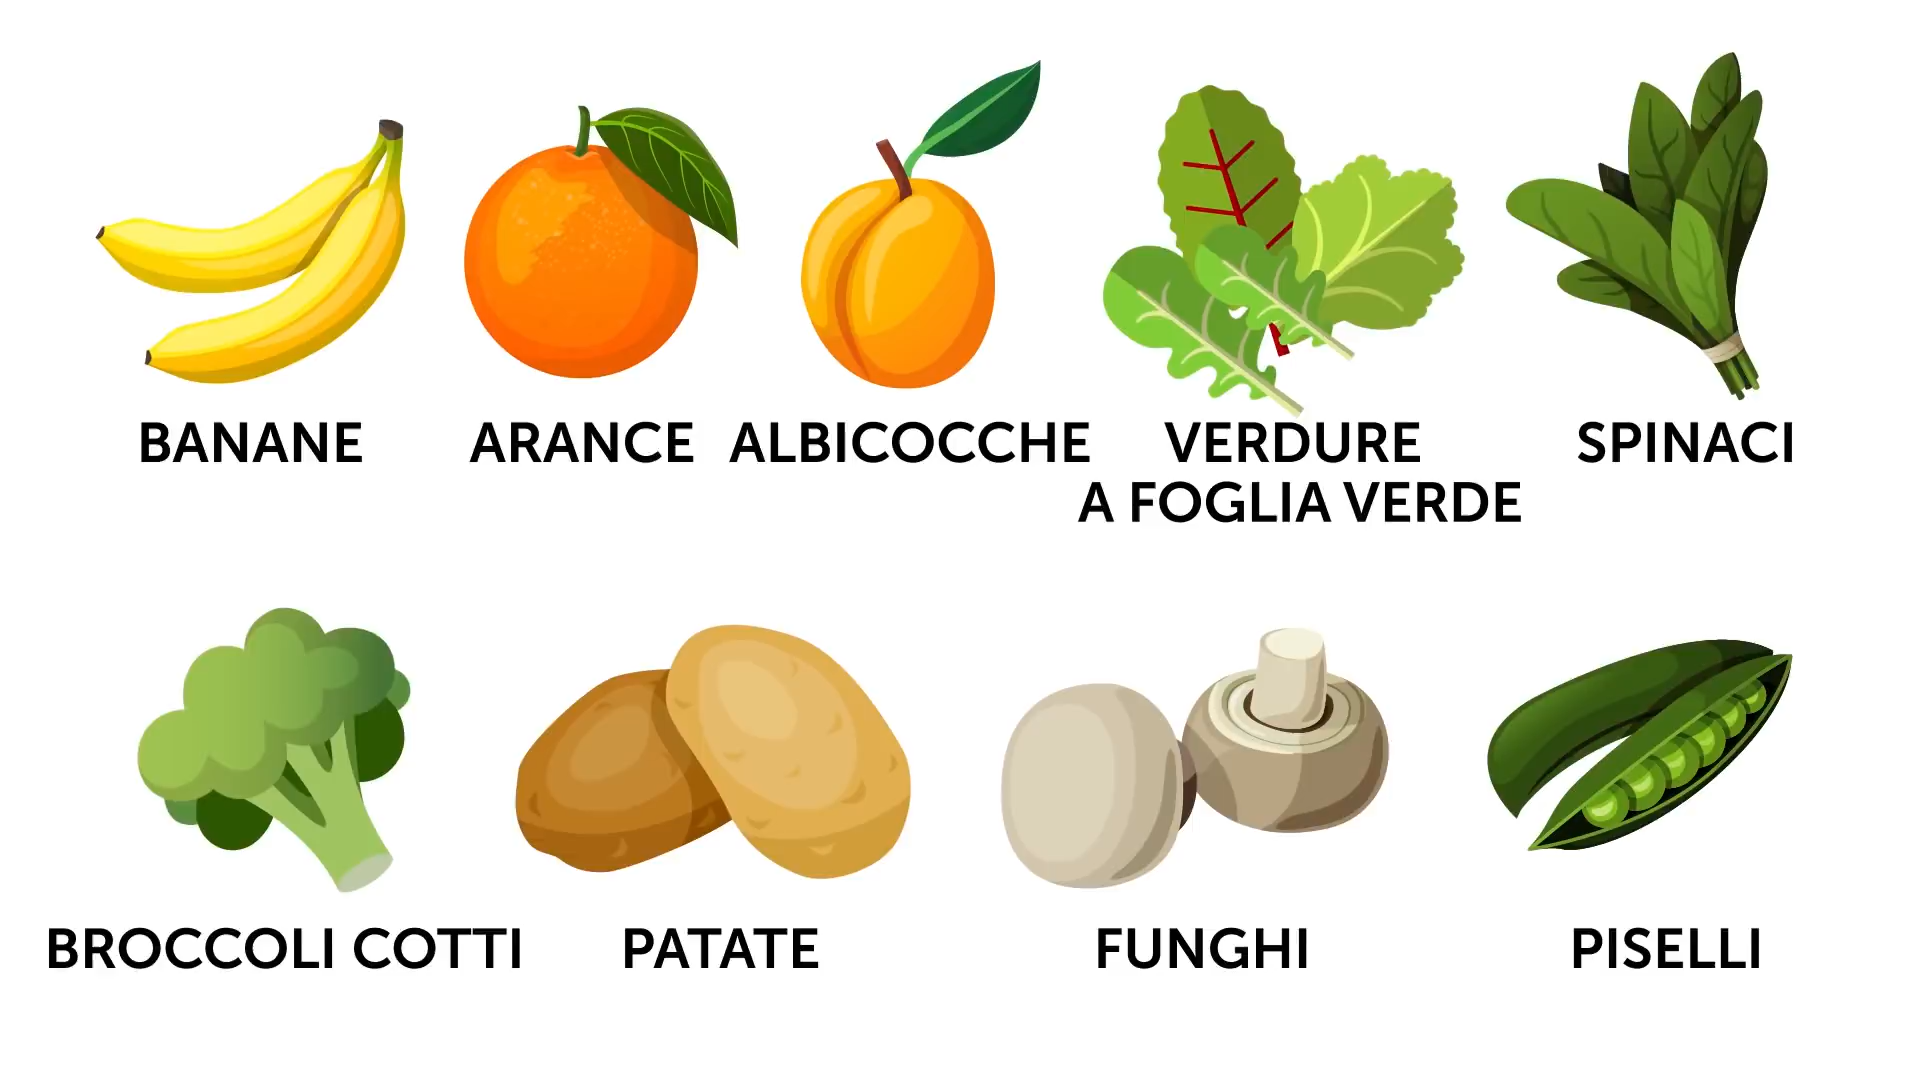 BANANE
ARANCE
ALBICOCCHE
VERDURE
A FOGLIA VERDE
SPINACI
BROCCOLI COTTI
PATATE
FUNGHI
PISELLI